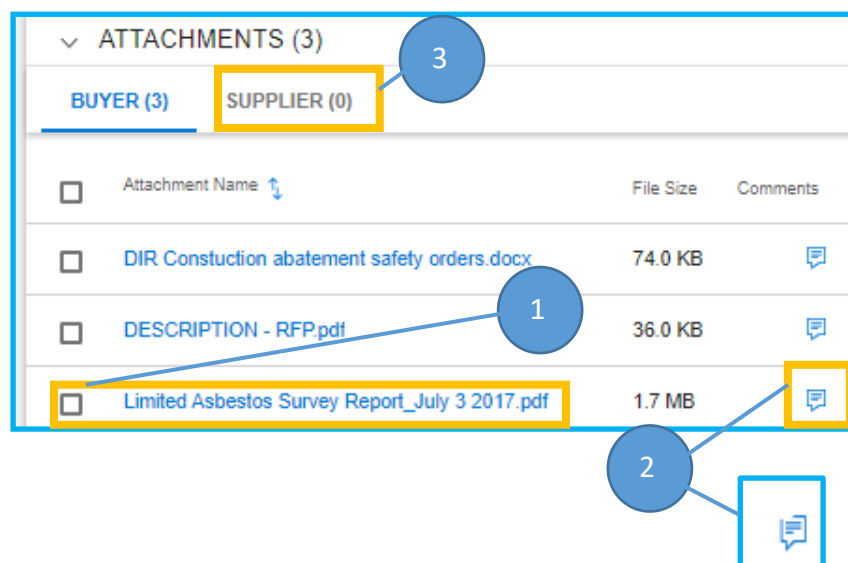 ATTACHMENTS (3)
3
BUYER (3) SUPPLIER (0)
Attachment Name File Size Comments
DIR Constuction abatement safety orders.docx 74.0 KB
1
DESCRIPTION - RFP.pdf 36.0 KB
Limited Asbestos Survey Report_July 3 2017.pdf 1.7 MB
2